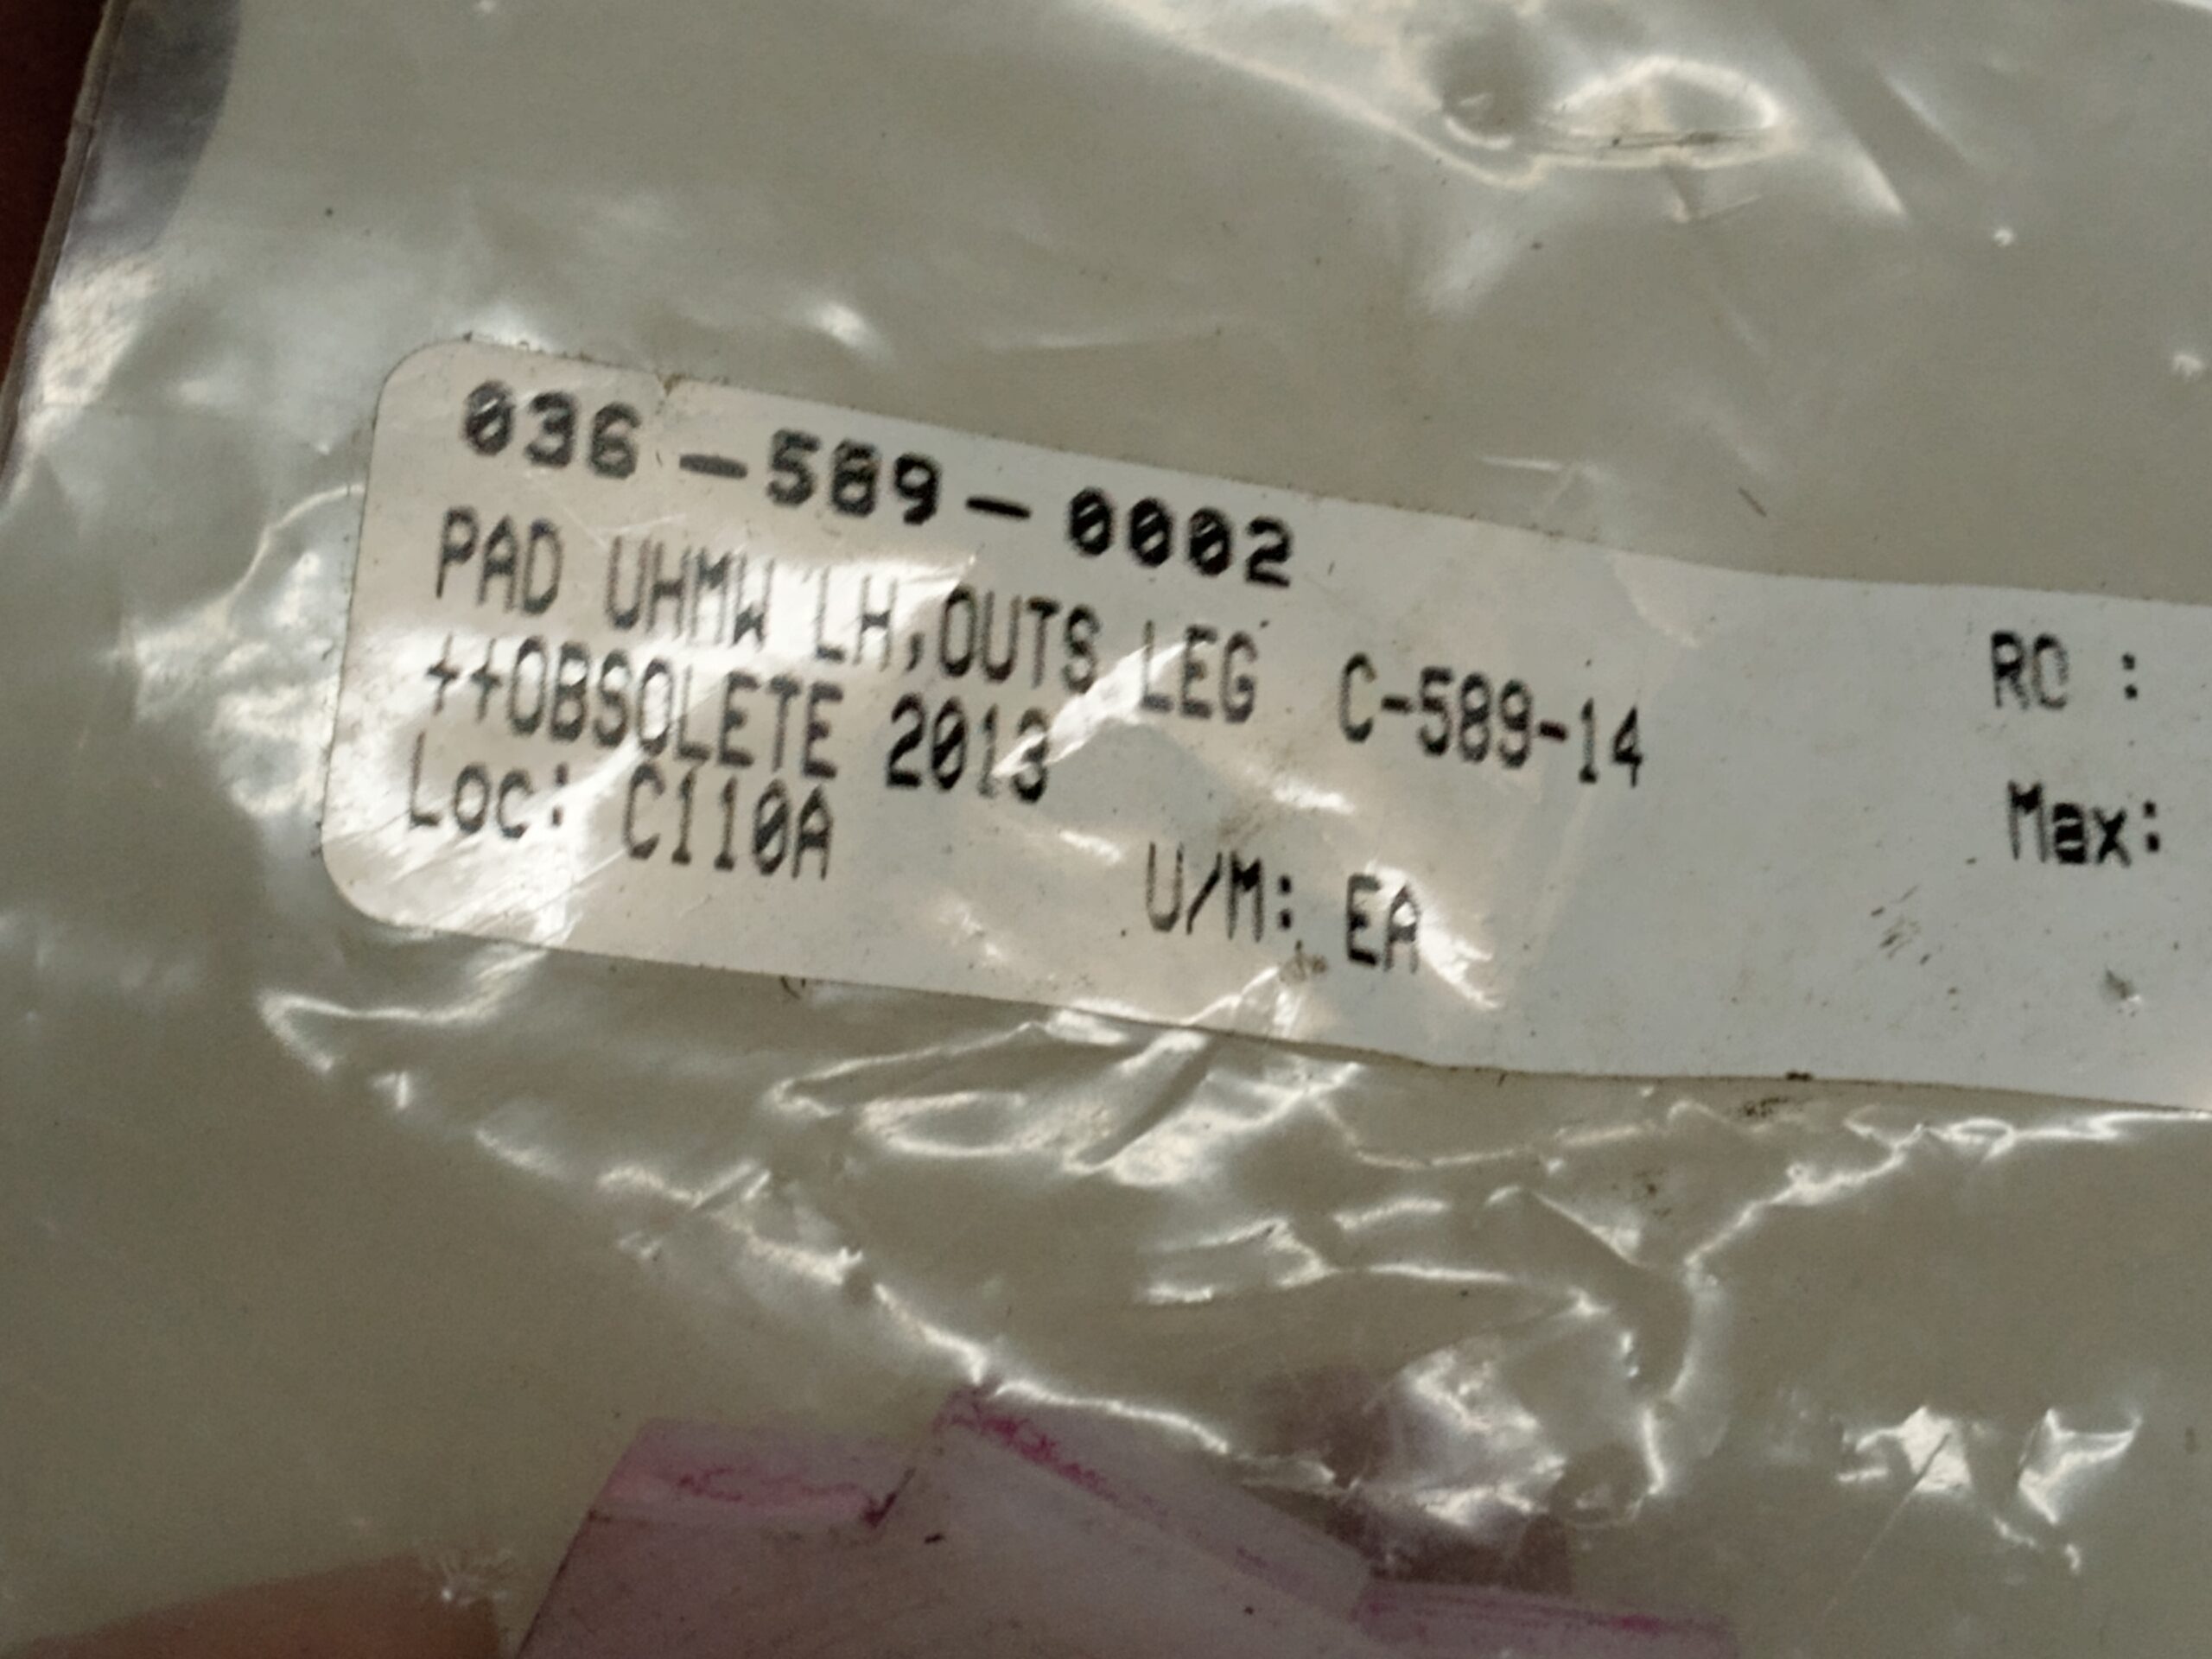 036-589-0002
PAD UHMW LH,OUTS LEG C-589-14
++OBSOLETE 2013
Loc: C110A U/M: EA
RO :
Max: